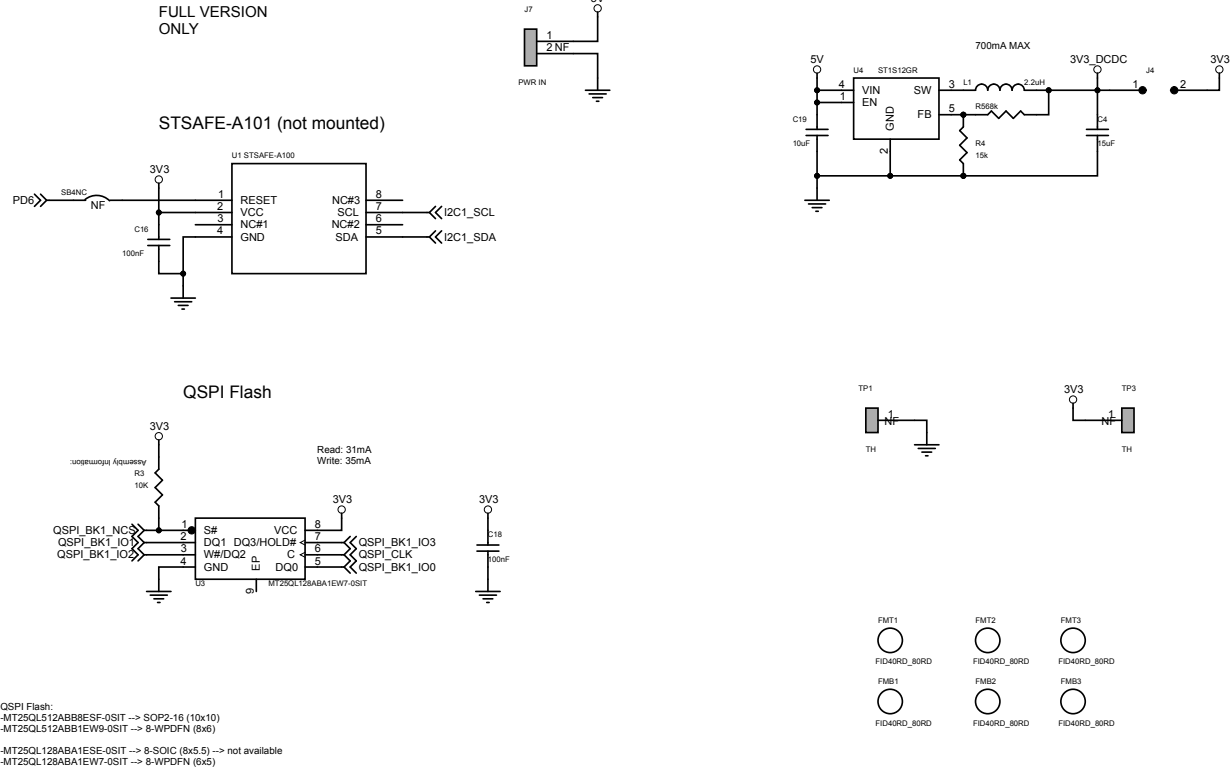 FULL VERSION
ONLY
J7
1
2 NF
PWR IN
700mA MAX
5V
U4
ST1S12GR
4
VIN
SW
3
L1
2.2uH
3V3_DCDC
1
J4
2
3V3
1
EN
FB
5
R568k
GND
2
C19
10uF
R4
15k
C4
15uF
STSAFE-A101 (not mounted)
U1 STSAFE-A100
3V3
PD6
SB4NC
NF
1
RESET
NC#3
8
2
VCC
SCL
7
I2C1_SCL
3
NC#1
NC#2
6
4
GND
SDA
5
I2C1_SDA
C16
100nF
QSPI Flash
3V3
Assembly Information:
R3
10K
Read: 31mA
Write: 35mA
3V3
3V3
QSPI_BK1_NCS
1
S#
VCC
8
QSPI_BK1_IO1
2
DQ1
DQ3/HOLD#
7
QSPI_BK1_IO3
QSPI_BK1_IO2
3
W#/DQ2
C
6
QSPI_CLK
4
GND
EP
DQ0
5
QSPI_BK1_IO0
U3
9
MT25QL128ABA1EW7-0SIT
C18
100nF
TP1
1
NF
TH
3V3
TP3
1
NF
TH
FMT1
FMT2
FMT3
FID40RD_80RD
FID40RD_80RD
FID40RD_80RD
FMB1
FMB2
FMB3
FID40RD_80RD
FID40RD_80RD
FID40RD_80RD
QSPI Flash:
-MT25QL512ABB8ESF-0SIT --> SOP2-16 (10x10)
-MT25QL512ABB1EW9-0SIT --> 8-WPDFN (8x6)
-MT25QL128ABA1ESE-0SIT --> 8-SOIC (8x5.5) --> not available
-MT25QL128ABA1EW7-0SIT --> 8-WPDFN (6x5)